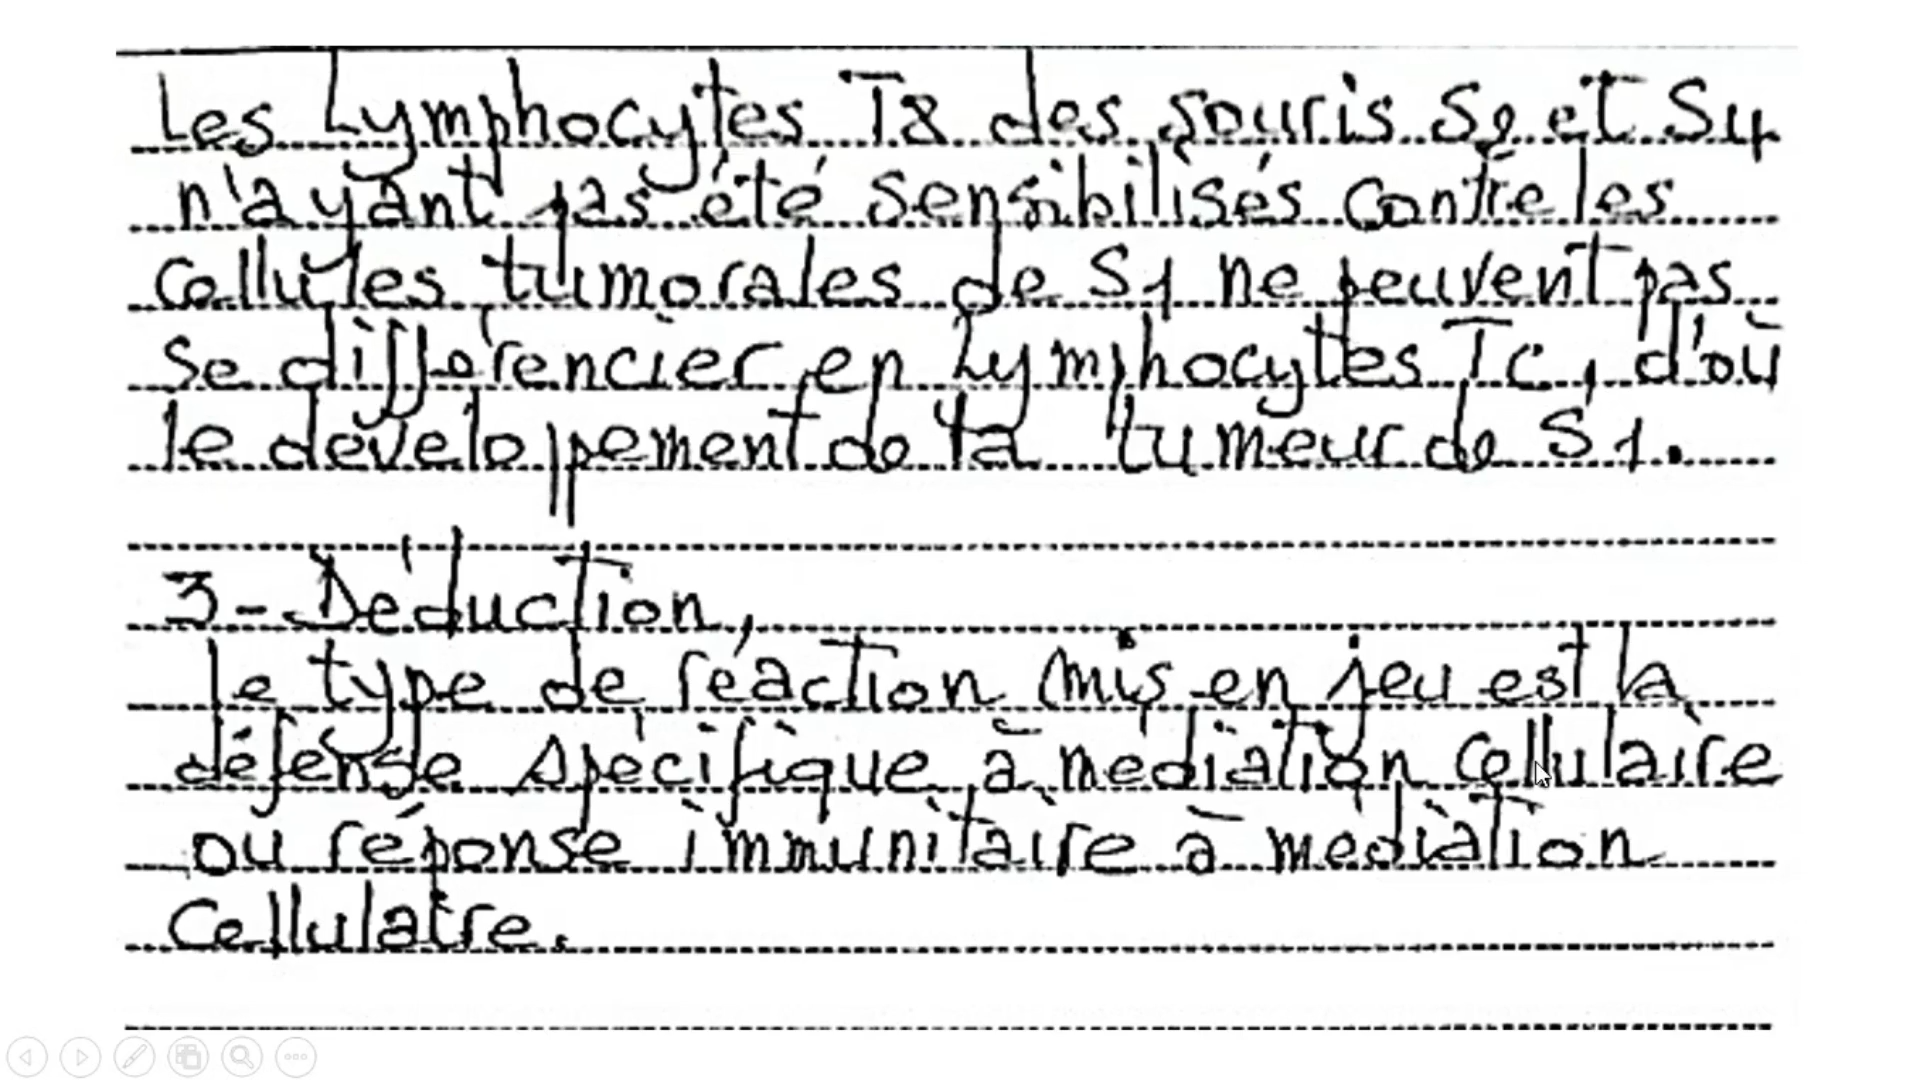 Les Lymphocytes T8 des souris S2 et S4
n'ayant pas été sensibilisés contre les
cellules tumorales de S1 ne peuvent pas
se différencier en Lymphocytes Tc, d'où
le développement de la tumeur de S1.
3- Déduction,
le type de réaction mis en jeu est la
défense spécifique à médiation cellulaire
ou réponse immunitaire à médiation
cellulaire.